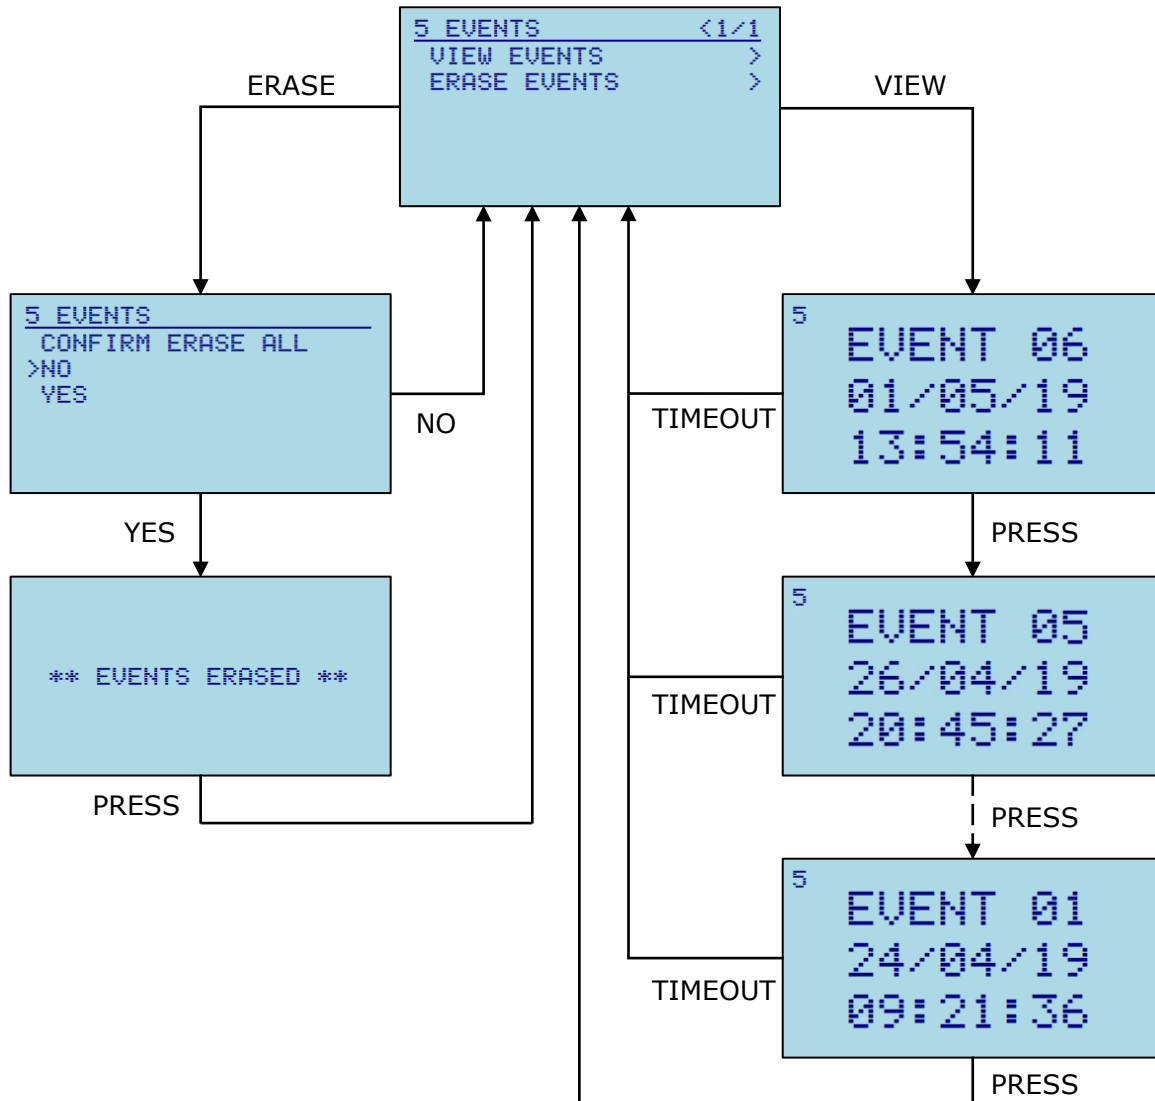 5 EVENTS <1/1
VIEW EVENTS >
ERASE EVENTS >
ERASE
VIEW
5 EVENTS
CONFIRM ERASE ALL
>NO
YES
NO
YES
** EVENTS ERASED **
PRESS
5
EVENT 06
01/05/19
13:54:11
TIMEOUT
PRESS
5
EVENT 05
26/04/19
20:45:27
TIMEOUT
PRESS
5
EVENT 01
24/04/19
09:21:36
TIMEOUT
PRESS